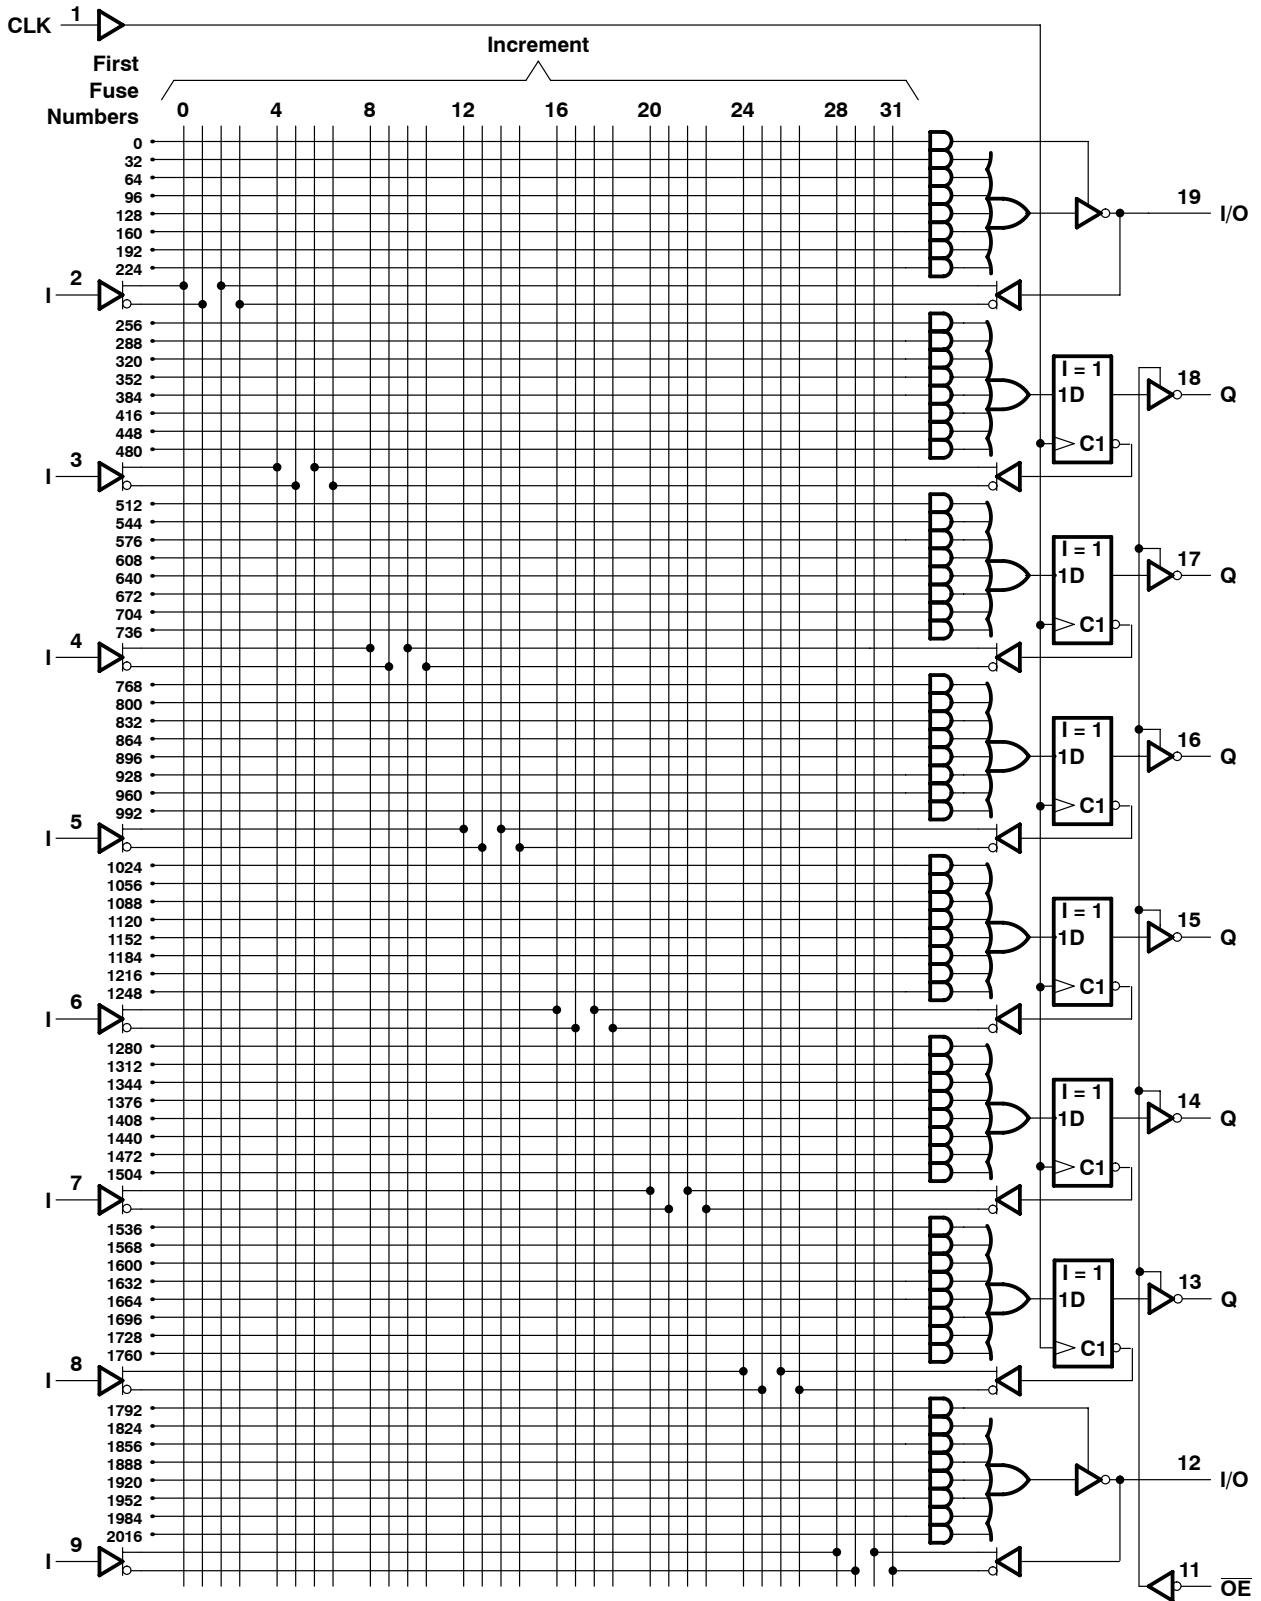 CLK 1
Increment
First
Fuse
Numbers
0 4 8 12 16 20 24 28 31
0
32
64
96
128
160
192
224
19 I/O
I 2
256
288
320
352
384
416
448
480
I = 1
1D
C1
18 Q
I 3
512
544
576
608
640
672
704
736
I = 1
1D
C1
17 Q
I 4
768
800
832
864
896
928
960
992
I = 1
1D
C1
16 Q
I 5
1024
1056
1088
1120
1152
1184
1216
1248
I = 1
1D
C1
15 Q
I 6
1280
1312
1344
1376
1408
1440
1472
1504
I = 1
1D
C1
14 Q
I 7
1536
1568
1600
1632
1664
1696
1728
1760
I = 1
1D
C1
13 Q
I 8
1792
1824
1856
1888
1920
1952
1984
2016
12 I/O
I 9
11 O̅E̅